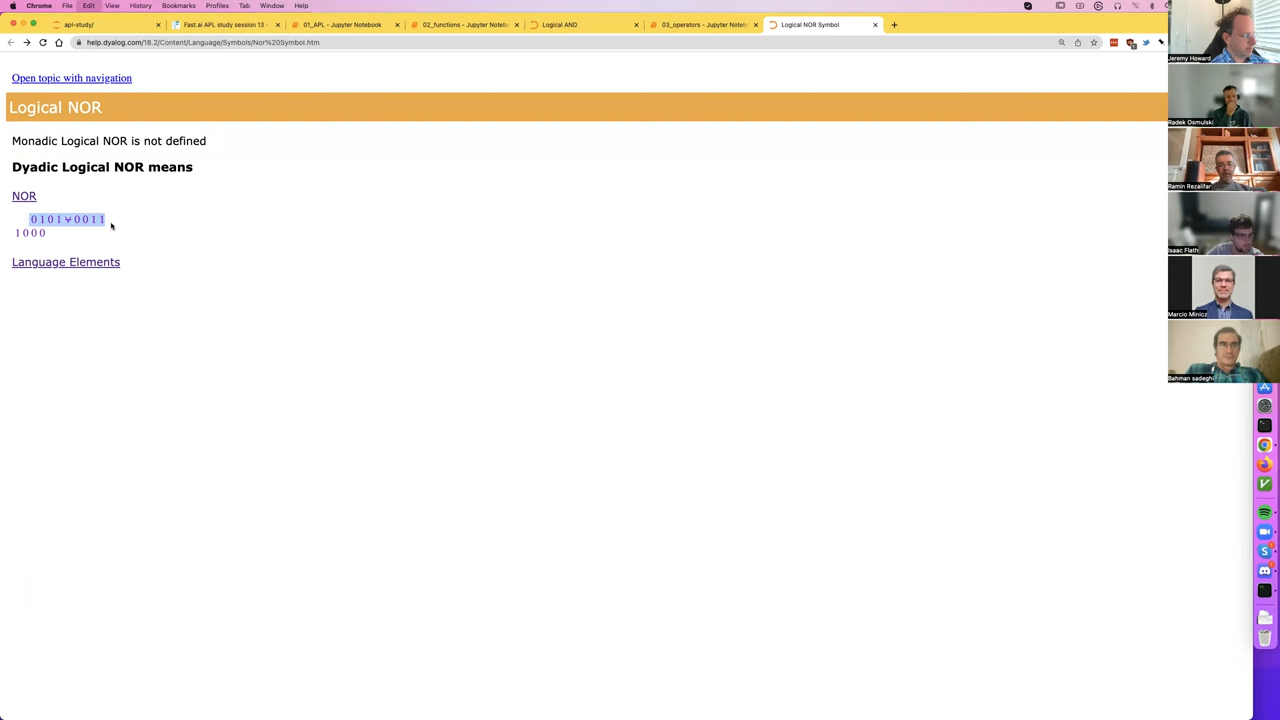 Chrome File Edit View History Bookmarks Profiles Tab Window Help
apl-study/
Fast.ai APL study session 13 -
01_APL - Jupyter Notebook
02_functions - Jupyter Noteb
Logical AND
03_operators - Jupyter Noteb
Logical NOR Symbol
help.dyalog.com/18.2/Content/Language/Symbols/Nor%20Symbol.htm
Open topic with navigation
Logical NOR
Monadic Logical NOR is not defined
Dyadic Logical NOR means
NOR
0 1 0 1 ⍱ 0 0 1 1
1 0 0 0
Language Elements
Jeremy Howard
Radek Osmulski
Ramin Rezalifar
Isaac Flath
Marcio Minicz
Bahman sadeghi